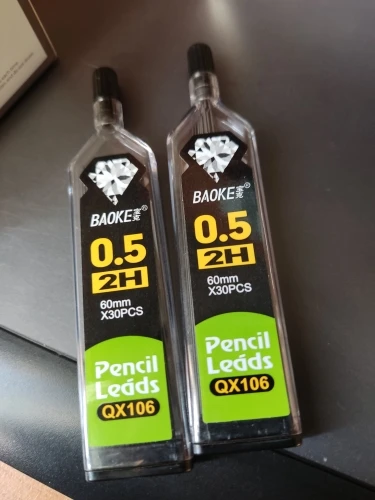 BAOKE®
0.5
2H
60mm
X30PCS
Pencil
Leads
QX106
BAOKE®
0.5
2H
60mm
X30PCS
Pencil
Leads
QX106